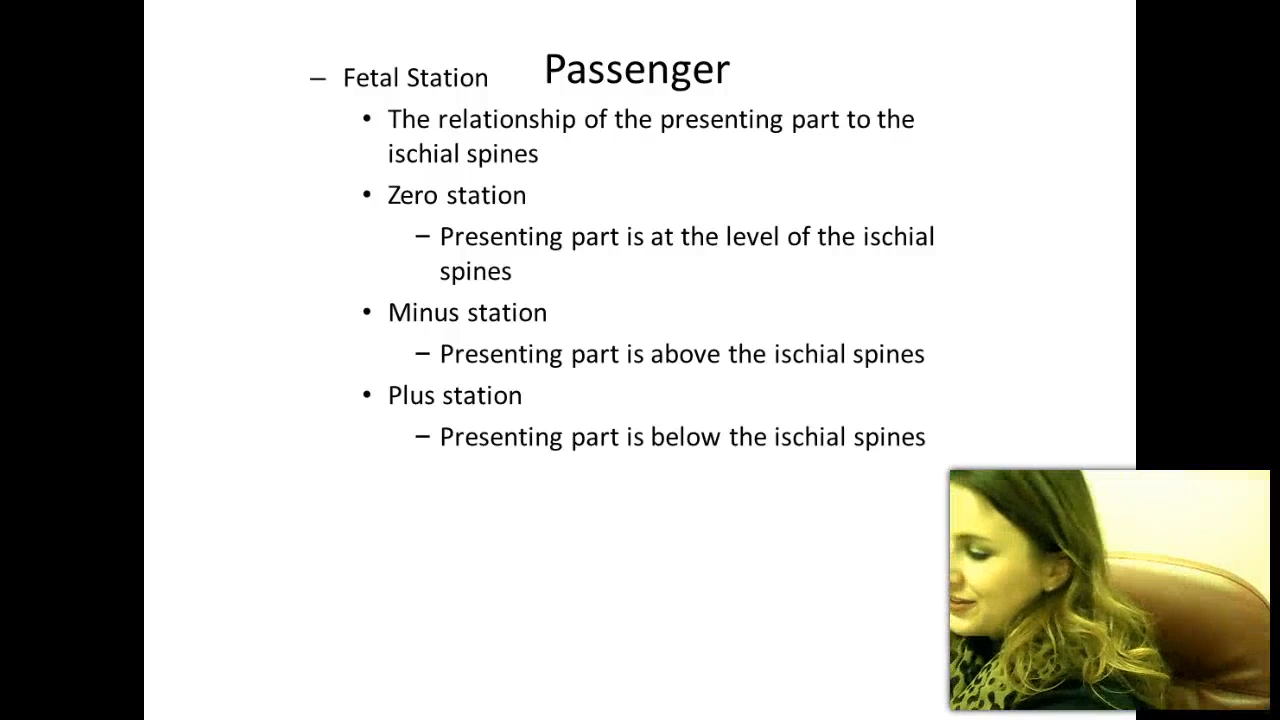 Passenger
– Fetal Station
• The relationship of the presenting part to the
ischial spines
• Zero station
– Presenting part is at the level of the ischial
spines
• Minus station
– Presenting part is above the ischial spines
• Plus station
– Presenting part is below the ischial spines